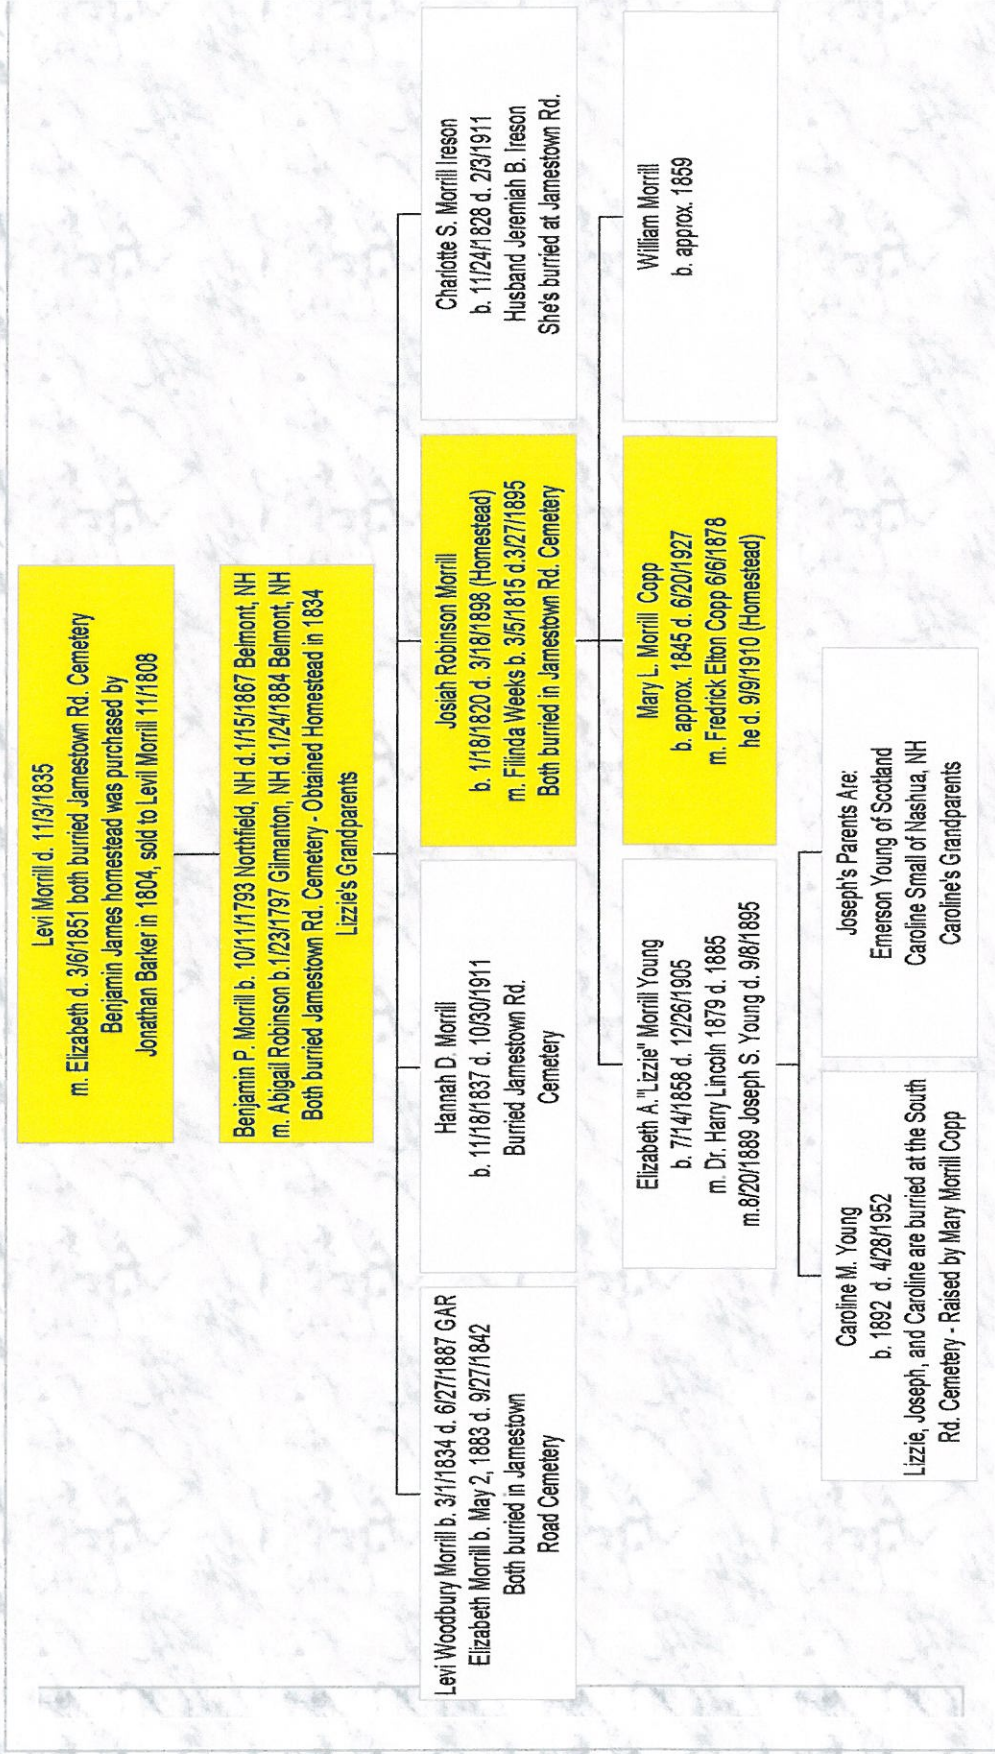 Levi Morrill d. 11/3/1835
m. Elizabeth d. 3/6/1851 both burried Jamestown Rd. Cemetery
Benjamin James homestead was purchased by
Jonathan Barker in 1804, sold to Levil Morrill 11/1808
Benjamin P. Morrill b. 10/11/1793 Northfield, NH d.1/15/1867 Belmont, NH
m. Abigail Robinson b.1/23/1797 Gilmanton, NH d.1/24/1884 Belmont, NH
Both burried Jamestown Rd. Cemetery - Obtained Homestead in 1834
Lizzie's Grandparents
Levi Woodbury Morrill b. 3/1/1834 d. 6/27/1887 GAR
Elizabeth Morrill b. May 2, 1883 d. 9/27/1842
Both burried in Jamestown
Road Cemetery
Hannah D. Morrill
b. 11/18/1837 d. 10/30/1911
Burried Jamestown Rd.
Cemetery
Josiah Robinson Morrill
b. 1/18/1820 d. 3/18/1898 (Homestead)
m. Filinda Weeks b. 3/5/1815 d.3/27/1895
Both burried in Jamestown Rd. Cemetery
Charlotte S. Morrill Ireson
b. 11/24/1828 d. 2/3/1911
Husband Jeremiah B. Ireson
She's burried at Jamestown Rd.
Elizabeth A."Lizzie" Morrill Young
b. 7/14/1858 d. 12/26/1905
m. Dr. Harry Lincoln 1879 d. 1885
m.8/20/1889 Joseph S. Young d. 9/8/0895
Mary L. Morrill Copp
b. approx. 1845 d. 6/20/1927
m. Fredrick Elton Copp 6/6/1878
he d. 9/9/1910 (Homestead)
William Morrill
b. approx. 1859
Caroline M. Young
b. 1892 d. 4/28/1952
Lizzie, Joseph, and Caroline are burried at the South
Rd. Cemetery - Raised by Mary Morrill Copp
Joseph's Parents Are:
Emerson Young of Scotland
Caroline Small of Nashua, NH
Caroline's Grandparents